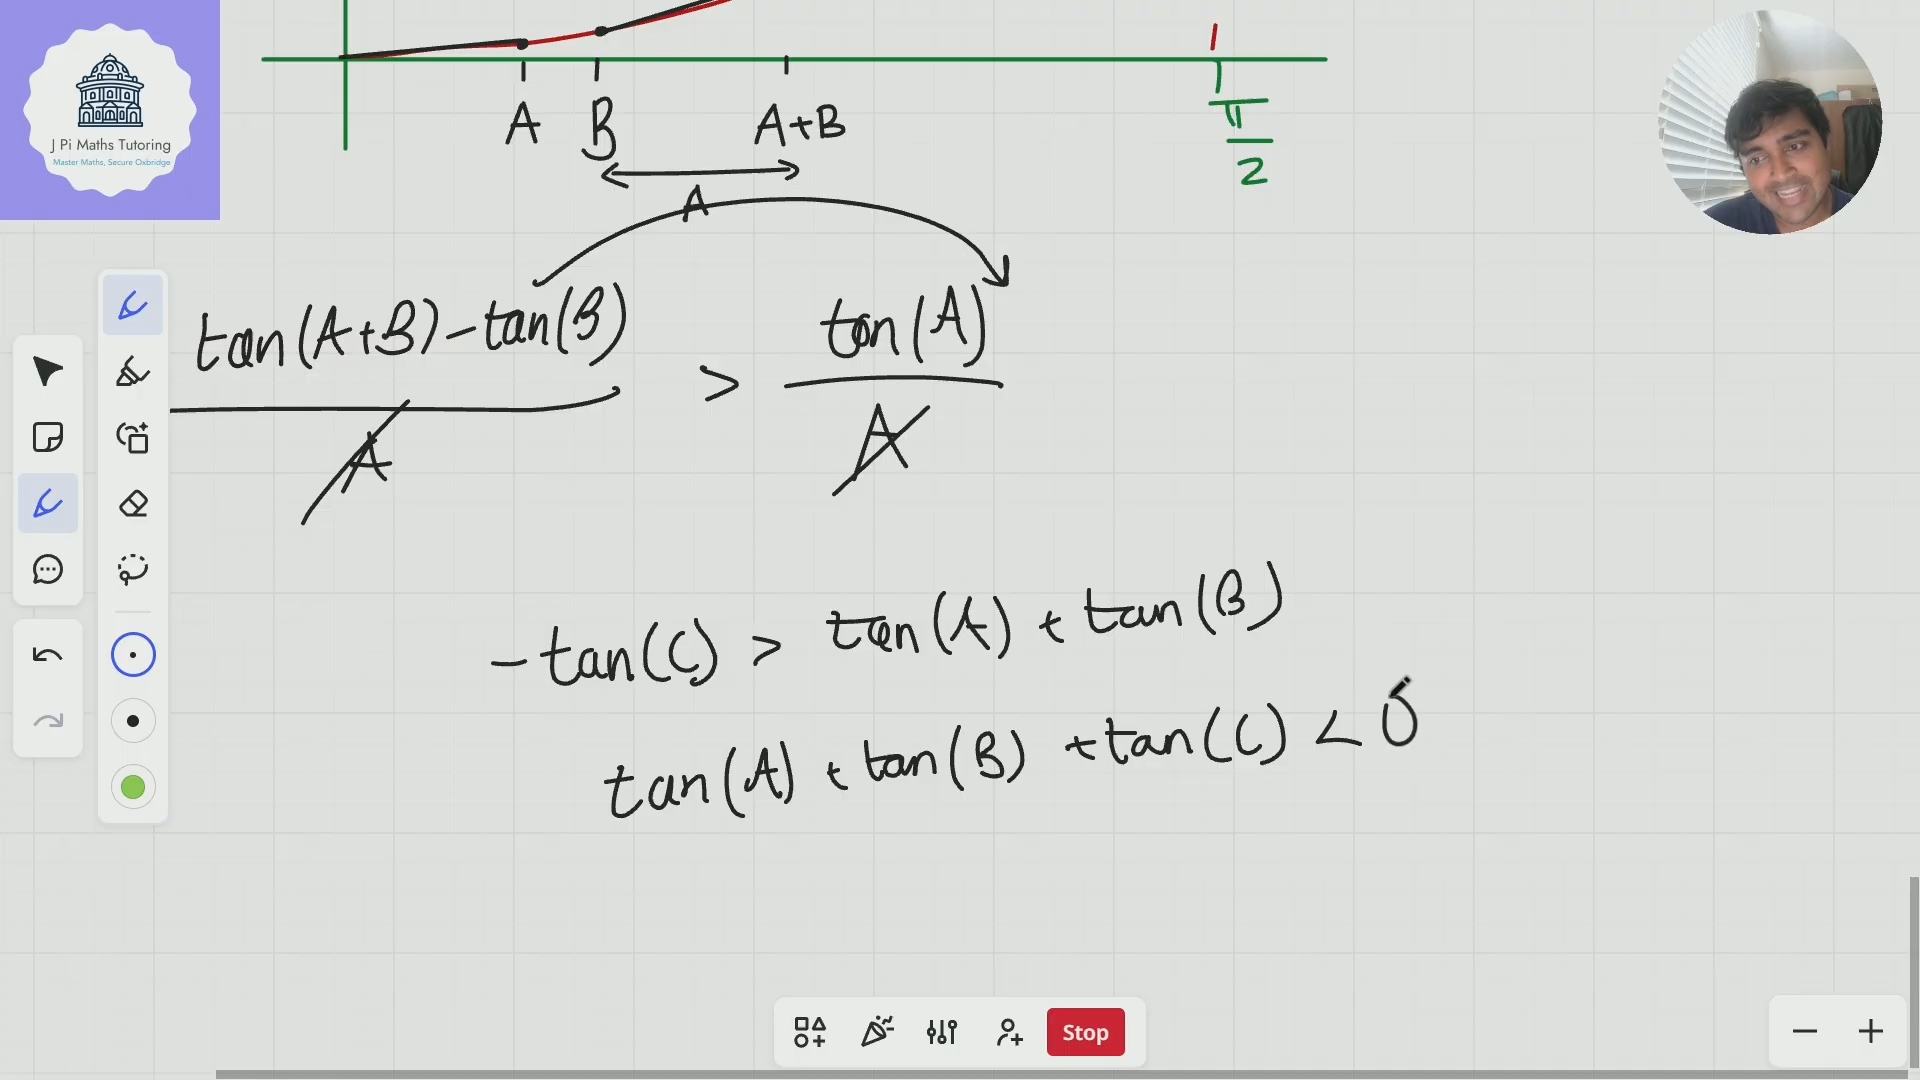 J Pi Maths Tutoring
Master Maths, Secure Oxbridge
A B A+B π/2
A
tan(A+B)-tan(B) / A > tan(A) / A
-tan(C) > tan(A) + tan(B)
tan(A) + tan(B) + tan(C) < 0
Stop